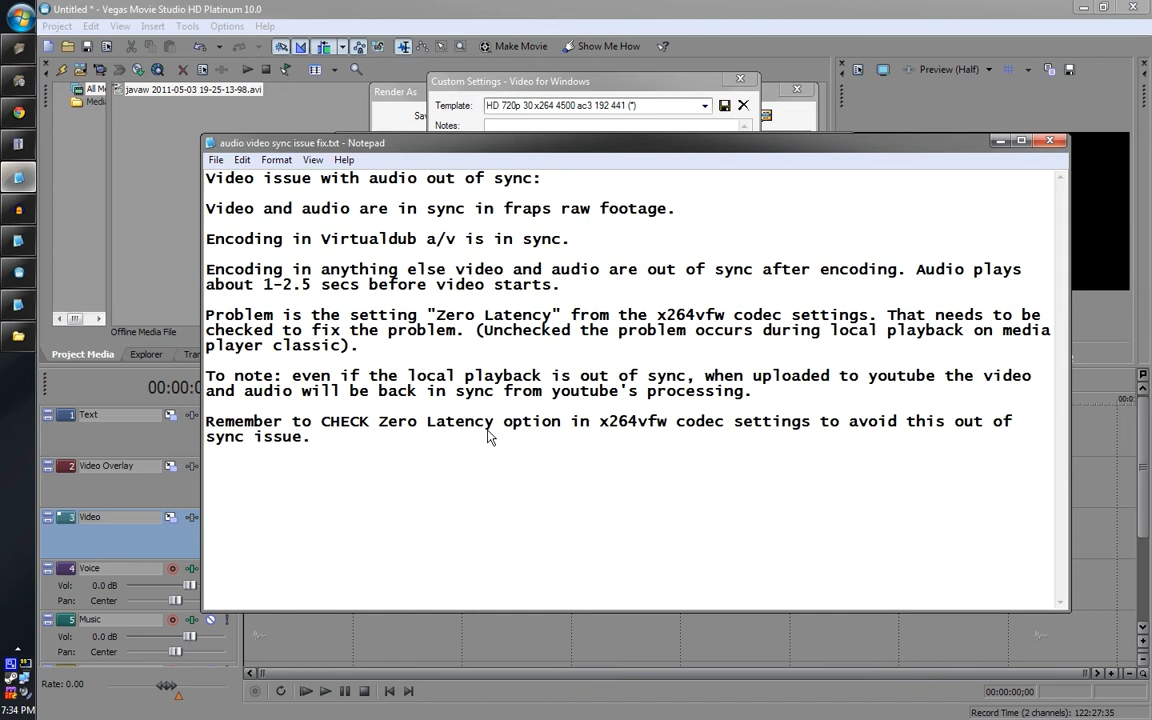 Untitled * - Vegas Movie Studio HD Platinum 10.0
Project Edit View Insert Tools Options Help
Make Movie Show Me How
All Me
javaw 2011-05-03 19-25-13-98.avi
Media
Render As
Custom Settings - Video for Windows
Template: HD 720p 30 x264 4500 ac3 192 441 (*)
Notes:
Preview (Half)
audio video sync issue fix.txt - Notepad
File Edit Format View Help
Video issue with audio out of sync:
Video and audio are in sync in fraps raw footage.
Encoding in Virtualdub a/v is in sync.
Encoding in anything else video and audio are out of sync after encoding. Audio plays
about 1-2.5 secs before video starts.
Problem is the setting "Zero Latency" from the x264vfw codec settings. That needs to be
checked to fix the problem. (Unchecked the problem occurs during local playback on media
player classic).
To note: even if the local playback is out of sync, when uploaded to youtube the video
and audio will be back in sync from youtube's processing.
Remember to CHECK Zero Latency option in x264vfw codec settings to avoid this out of
sync issue.
Offline Media File
Project Media Explorer Tra
00:00:0
00:0
1 Text
2 Video Overlay
3 Video
4 Voice
Vol: 0.0 dB
Pan: Center
5 Music
Vol: 0.0 dB
Pan: Center
Rate: 0.00
00:00:00;00
Record Time (2 channels): 122:27:35
7:34 PM